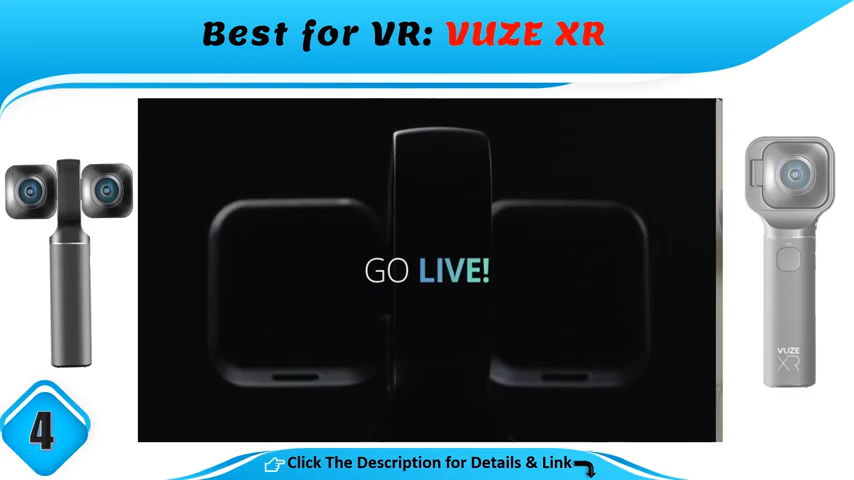 Best for VR: VUZE XR
GO LIVE!
VUZE
XR
4
Click The Description for Details & Link